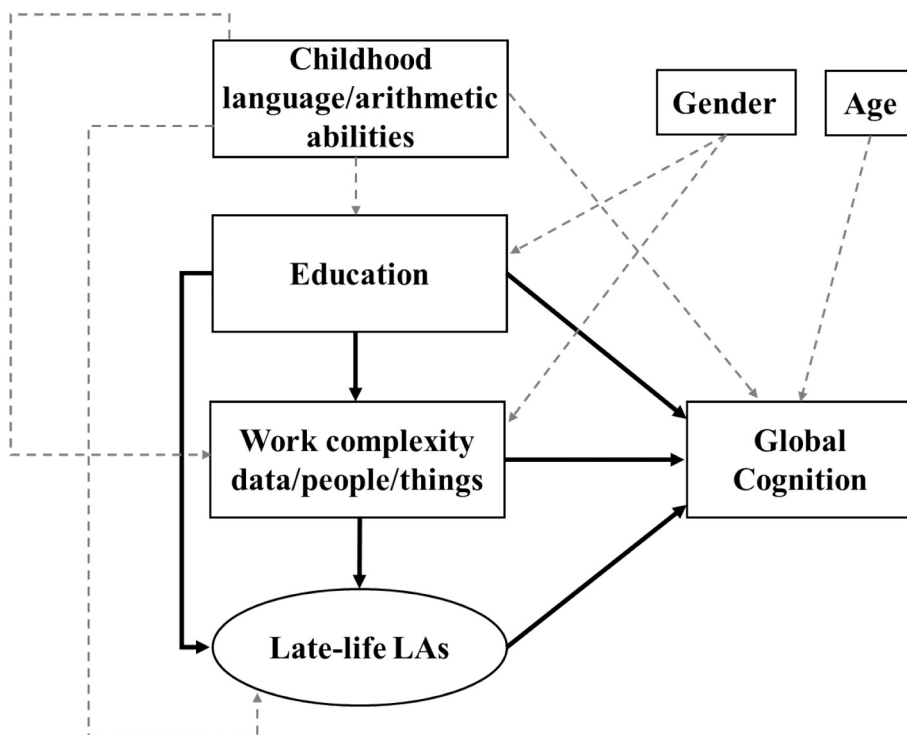 Childhood
language/arithmetic
abilities
Gender
Age
Education
Work complexity
data/people/things
Global
Cognition
Late-life LAs